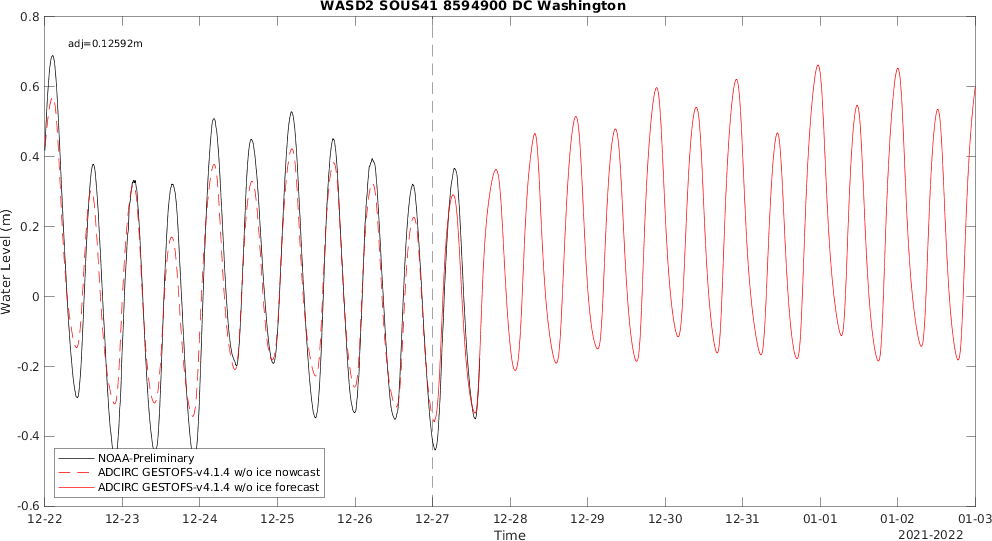 WASD2 SOUS41 8594900 DC Washington
adj=0.12592m
Water Level (m)
0.8
0.6
0.4
0.2
0
-0.2
-0.4
-0.6
NOAA-Preliminary
ADCIRC GESTOFS-v4.1.4 w/o ice nowcast
ADCIRC GESTOFS-v4.1.4 w/o ice forecast
12-22 12-23 12-24 12-25 12-26 12-27 12-28 12-29 12-30 12-31 01-01 01-02 01-03
Time
2021-2022